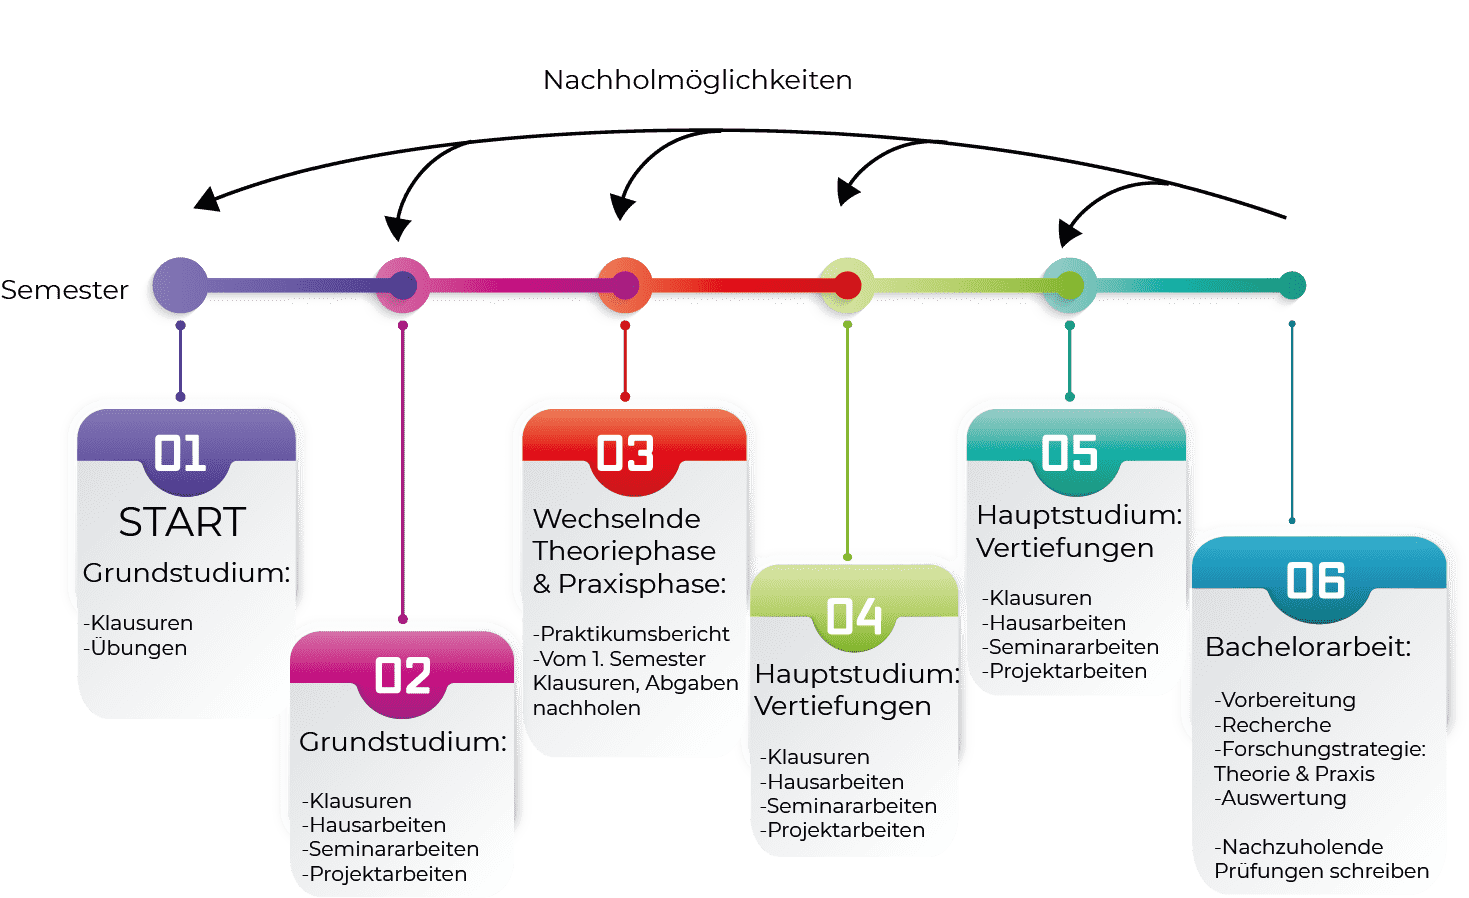 Nachholmöglichkeiten
Semester
01
START
Grundstudium:
-Klausuren
-Übungen
02
Grundstudium:
-Klausuren
-Hausarbeiten
-Seminararbeiten
-Projektarbeiten
03
Wechselnde
Theoriephase
& Praxisphase:
-Praktikumsbericht
-Vom 1. Semester
Klausuren, Abgaben
nachholen
04
Hauptstudium:
Vertiefungen
-Klausuren
-Hausarbeiten
-Seminararbeiten
-Projektarbeiten
05
Hauptstudium:
Vertiefungen
-Klausuren
-Hausarbeiten
-Seminararbeiten
-Projektarbeiten
06
Bachelorarbeit:
-Vorbereitung
-Recherche
-Forschungstrategie:
Theorie & Praxis
-Auswertung
-Nachzuholende
Prüfungen schreiben